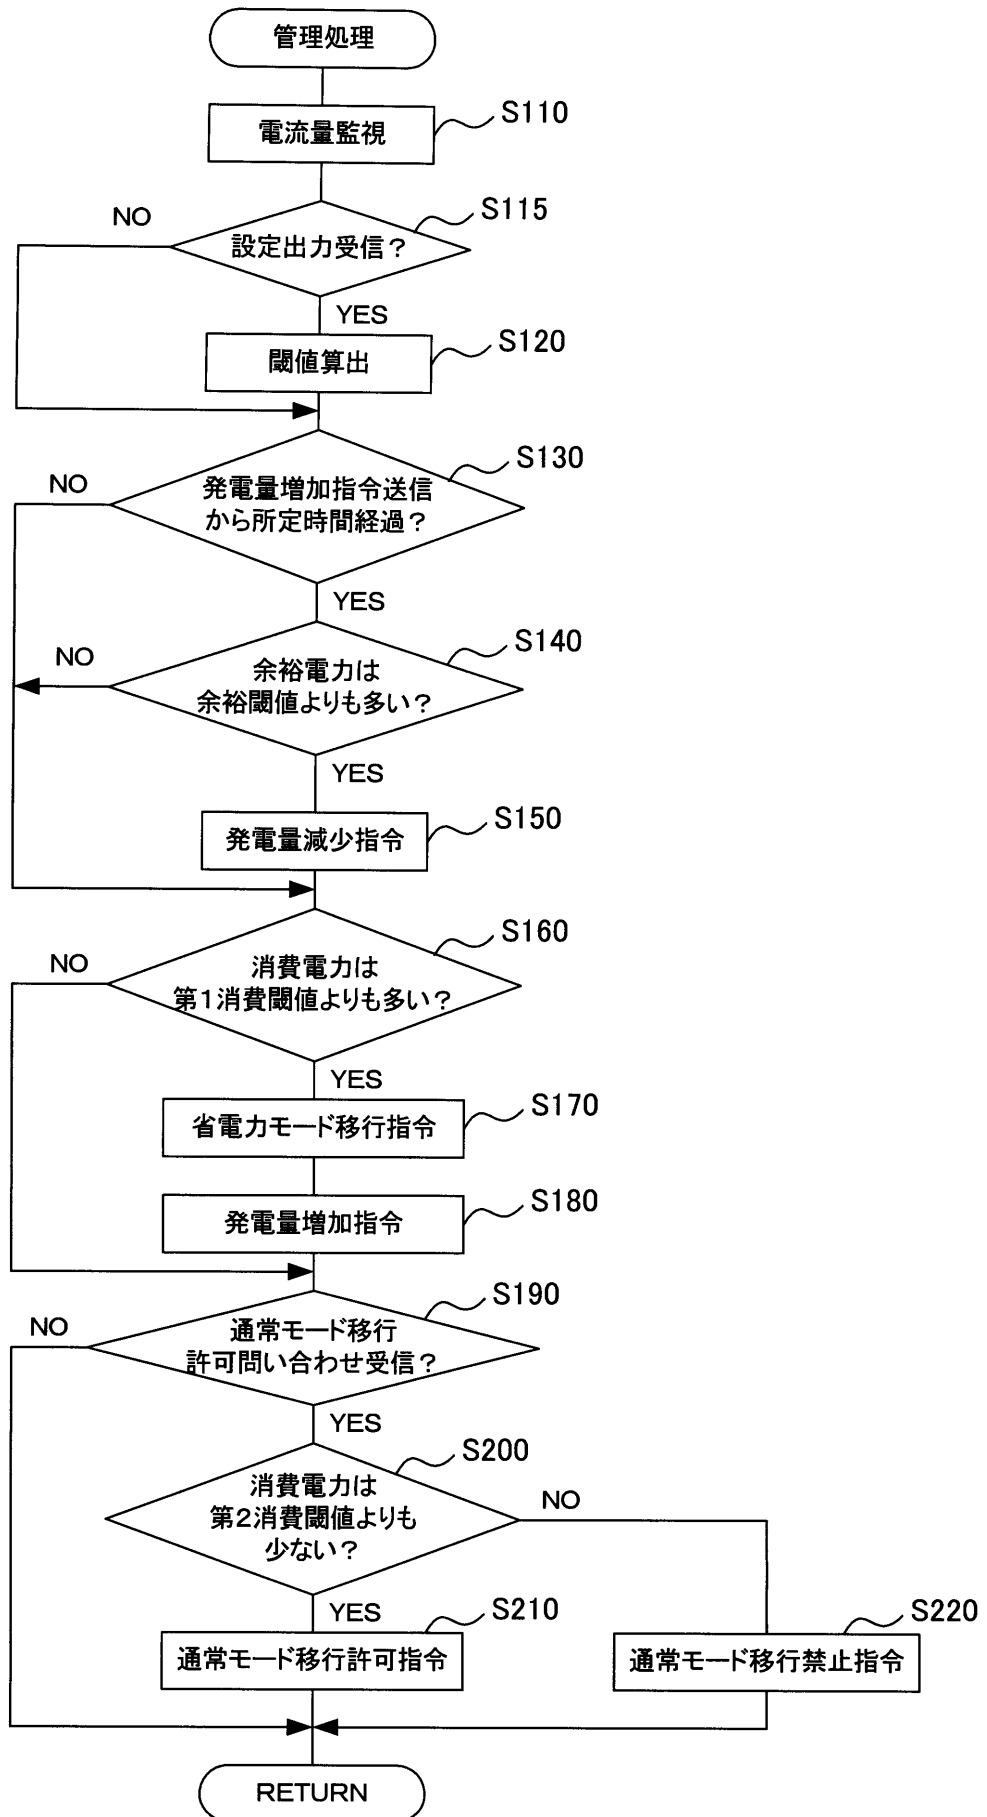 管理処理
電流量監視
S110
NO
設定出力受信？
S115
YES
閾値算出
S120
NO
発電量増加指令送信
から所定時間経過？
S130
YES
NO
余裕電力は
余裕閾値よりも多い？
S140
YES
発電量減少指令
S150
NO
消費電力は
第１消費閾値よりも多い？
S160
YES
省電力モード移行指令
S170
発電量増加指令
S180
NO
通常モード移行
許可問い合わせ受信？
S190
YES
消費電力は
第２消費閾値よりも
少ない？
S200
NO
YES
通常モード移行許可指令
S210
通常モード移行禁止指令
S220
RETURN